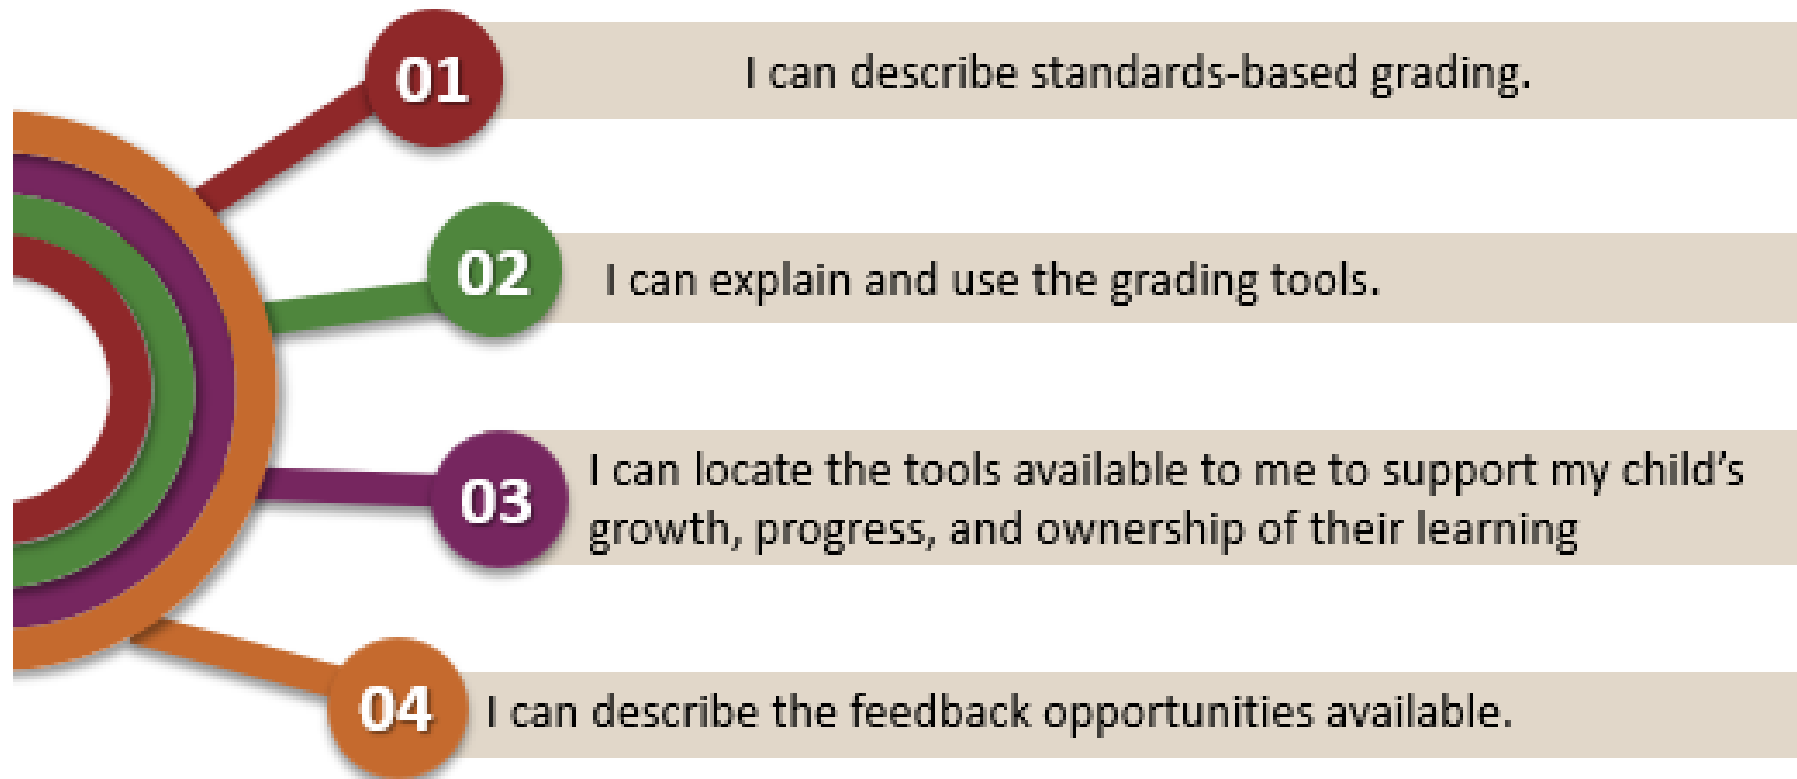 01
I can describe standards-based grading.
02
I can explain and use the grading tools.
03
I can locate the tools available to me to support my child’s
growth, progress, and ownership of their learning
04
I can describe the feedback opportunities available.